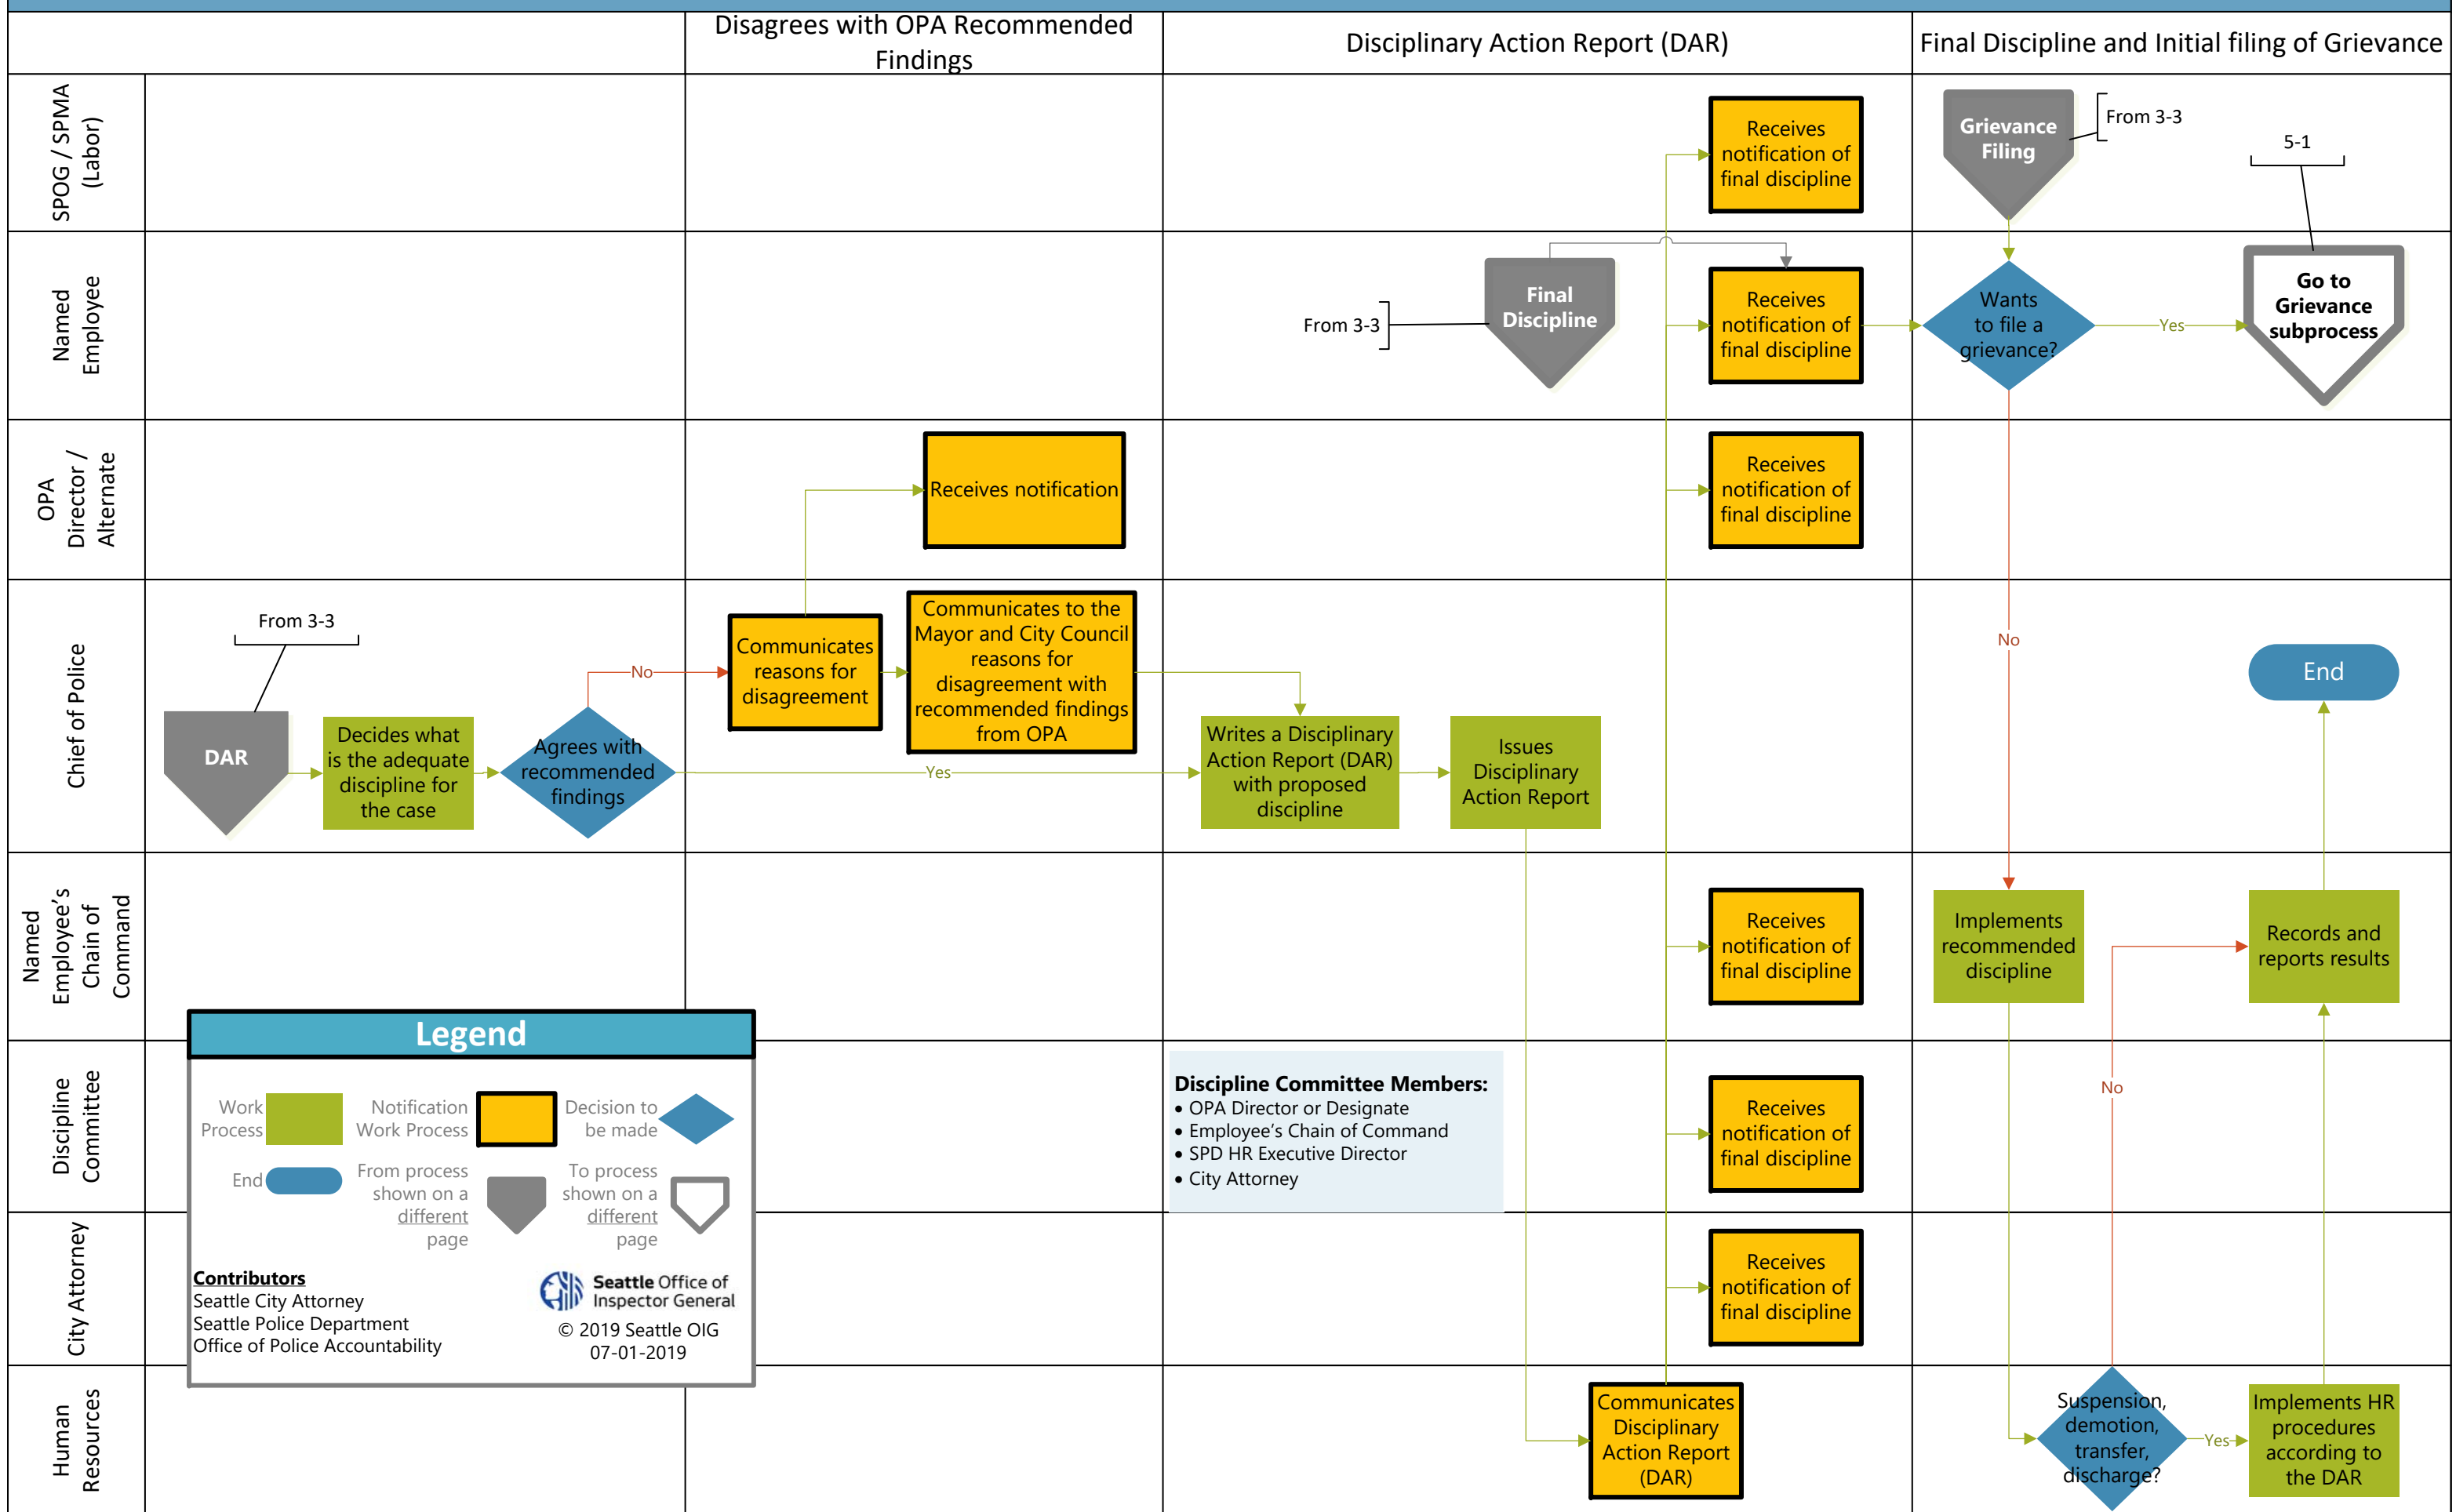 Disagrees with OPA Recommended
Findings
Disciplinary Action Report (DAR)
Final Discipline and Initial filing of Grievance
SPOG / SPMA
(Labor)
Receives
notification of
final discipline
Grievance
Filing
From 3-3
5-1
Named
Employee
From 3-3
Final
Discipline
Receives
notification of
final discipline
Wants
to file a
grievance?
Yes
Go to
Grievance
subprocess
OPA
Director /
Alternate
Receives notification
Receives
notification of
final discipline
Chief of Police
From 3-3
DAR
Decides what
is the adequate
discipline for
the case
Agrees with
recommended
findings
No
Yes
Communicates
reasons for
disagreement
Communicates to the
Mayor and City Council
reasons for
disagreement with
recommended findings
from OPA
Writes a Disciplinary
Action Report (DAR)
with proposed
discipline
Issues
Disciplinary
Action Report
No
End
Named
Employee’s
Chain of
Command
Receives
notification of
final discipline
Implements
recommended
discipline
Records and
reports results
Discipline
Committee
Discipline Committee Members:
• OPA Director or Designate
• Employee’s Chain of Command
• SPD HR Executive Director
• City Attorney
Receives
notification of
final discipline
No
City Attorney
Receives
notification of
final discipline
Human
Resources
Communicates
Disciplinary
Action Report
(DAR)
Suspension,
demotion,
transfer,
discharge?
Yes
Implements HR
procedures
according to
the DAR
Legend
Work
Process
Notification
Work Process
Decision to
be made
End
From process
shown on a
different
page
To process
shown on a
different
page
Contributors
Seattle City Attorney
Seattle Police Department
Office of Police Accountability
Seattle Office of
Inspector General
© 2019 Seattle OIG
07-01-2019